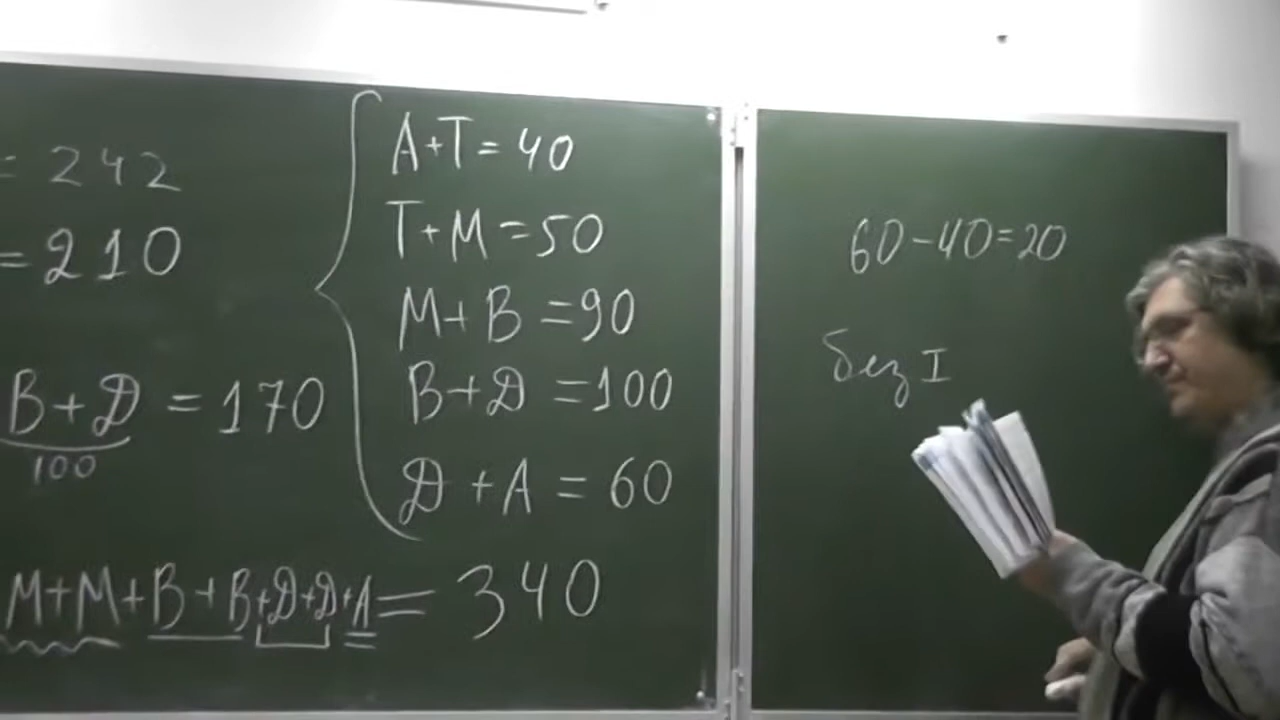 = 242
= 210
В+Д = 170
100
М+М+В+В+Д+Д+А = 340
А+Т = 40
Т+М = 50
М+В = 90
В+Д = 100
Д+А = 60
60-40=20
без I